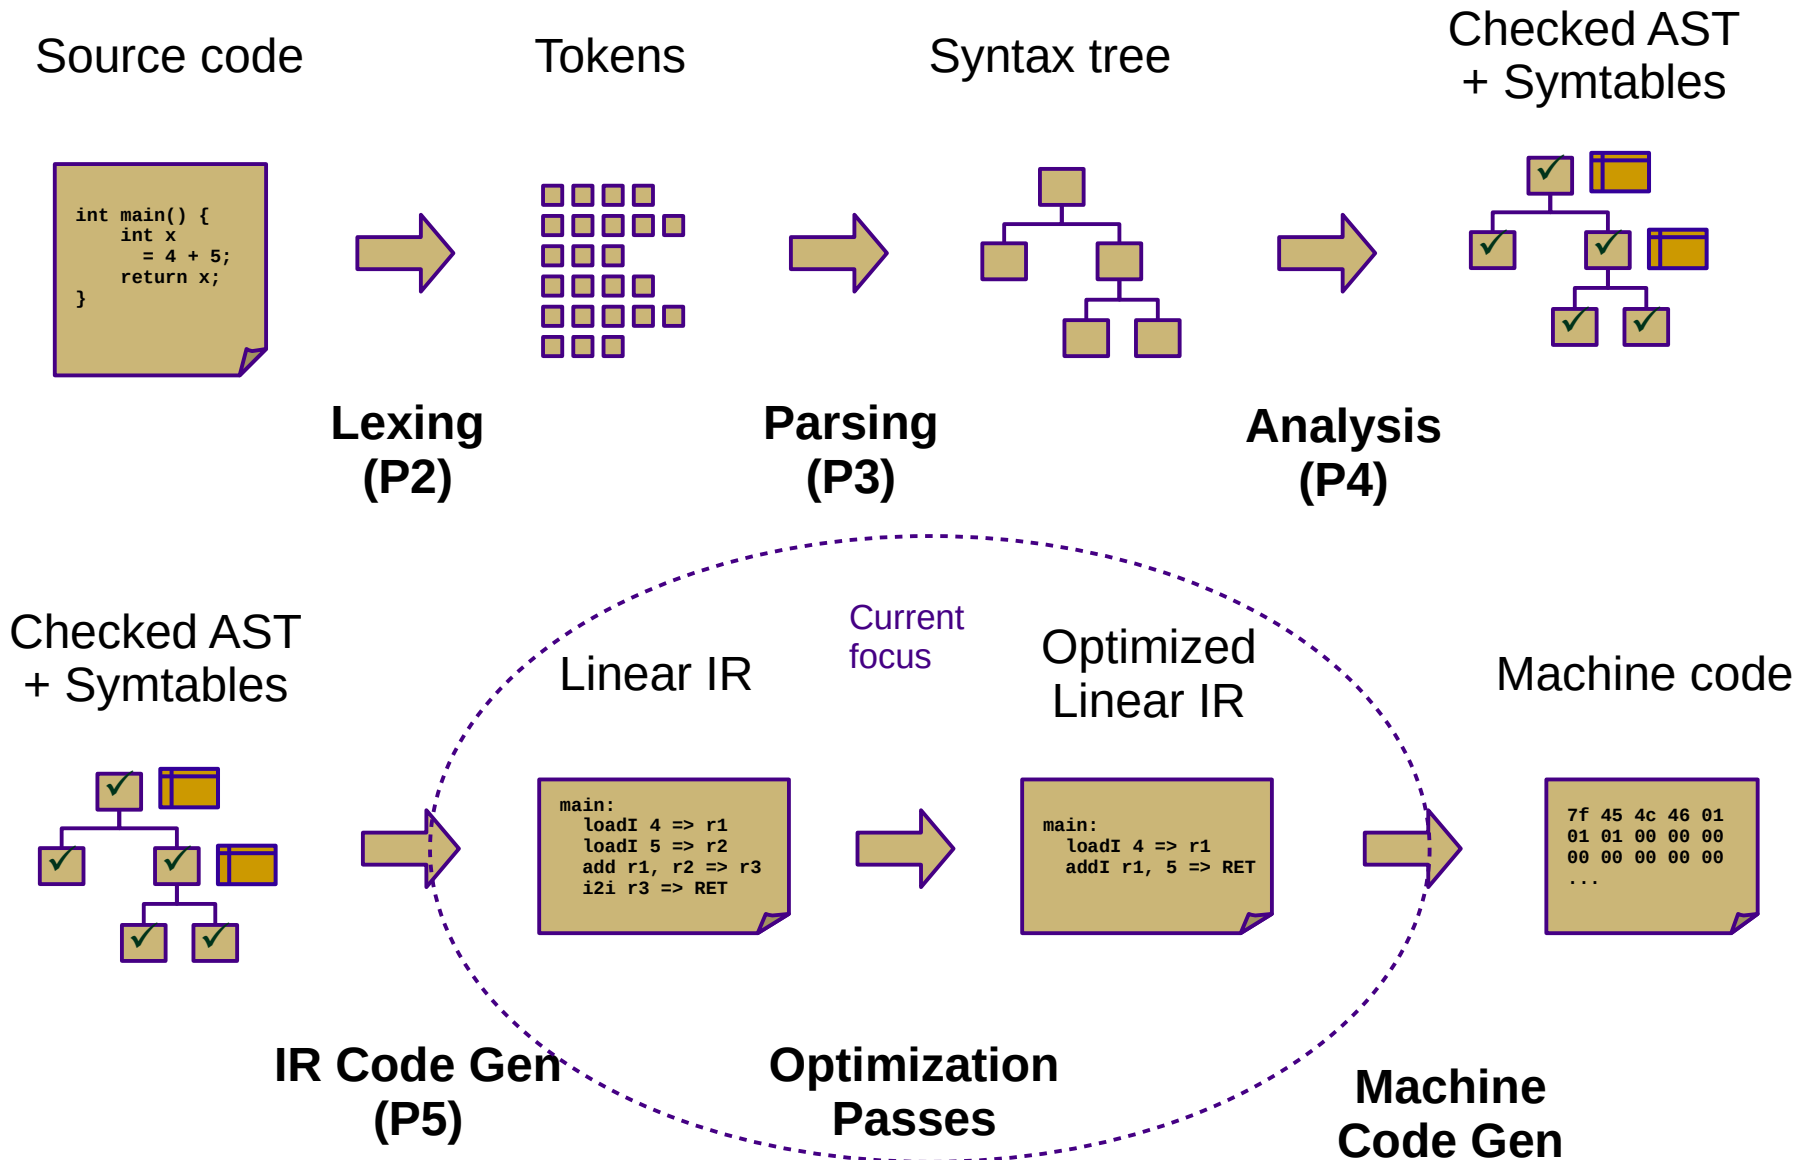 Source code
Tokens
Syntax tree
Checked AST
+ Symtables
int main() {
    int x
      = 4 + 5;
    return x;
}
Lexing
(P2)
Parsing
(P3)
Analysis
(P4)
Checked AST
+ Symtables
Linear IR
Current
focus
Optimized
Linear IR
Machine code
main:
  loadI 4 => r1
  loadI 5 => r2
  add r1, r2 => r3
  i2i r3 => RET
main:
  loadI 4 => r1
  addI r1, 5 => RET
7f 45 4c 46 01
01 01 00 00 00
00 00 00 00 00
...
IR Code Gen
(P5)
Optimization
Passes
Machine
Code Gen